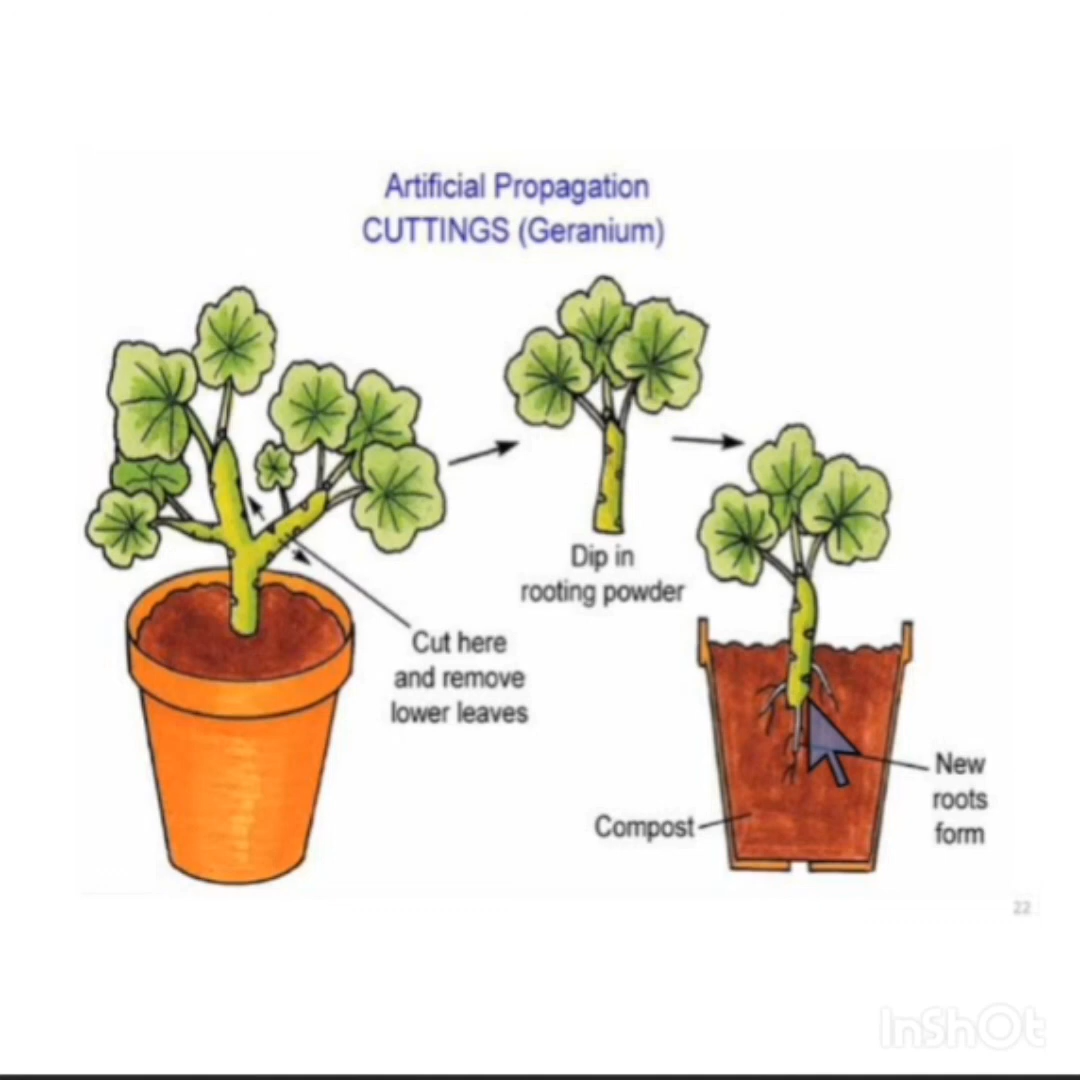 Artificial Propagation
CUTTINGS (Geranium)
Dip in
rooting powder
Cut here
and remove
lower leaves
New
roots
form
Compost
22
InShOt